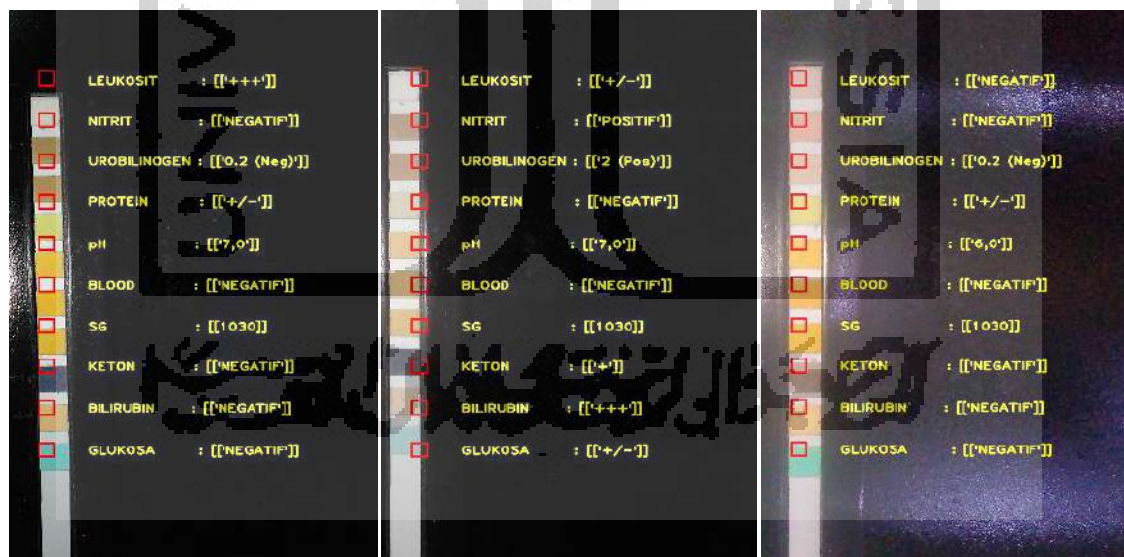 LEUKOSIT : [['+++']]
NITRIT : [['NEGATIF']]
UROBILINOGEN : [['0.2 (Neg)']]
PROTEIN : [['+/-']]
pH : [['7,0']]
BLOOD : [['NEGATIF']]
SG : [[1030]]
KETON : [['NEGATIF']]
BILIRUBIN : [['NEGATIF']]
GLUKOSA : [['NEGATIF']]
LEUKOSIT : [['+/-']]
NITRIT : [['POSITIF']]
UROBILINOGEN : [['2 (Pos)']]
PROTEIN : [['NEGATIF']]
pH : [['7,0']]
BLOOD : [['NEGATIF']]
SG : [[1030]]
KETON : [['+']]
BILIRUBIN : [['+++']]
GLUKOSA : [['+/-']]
LEUKOSIT : [['NEGATIF']]
NITRIT : [['NEGATIF']]
UROBILINOGEN : [['0.2 (Neg)']]
PROTEIN : [['+/-']]
pH : [['6,0']]
BLOOD : [['NEGATIF']]
SG : [[1030]]
KETON : [['NEGATIF']]
BILIRUBIN : [['NEGATIF']]
GLUKOSA : [['NEGATIF']]